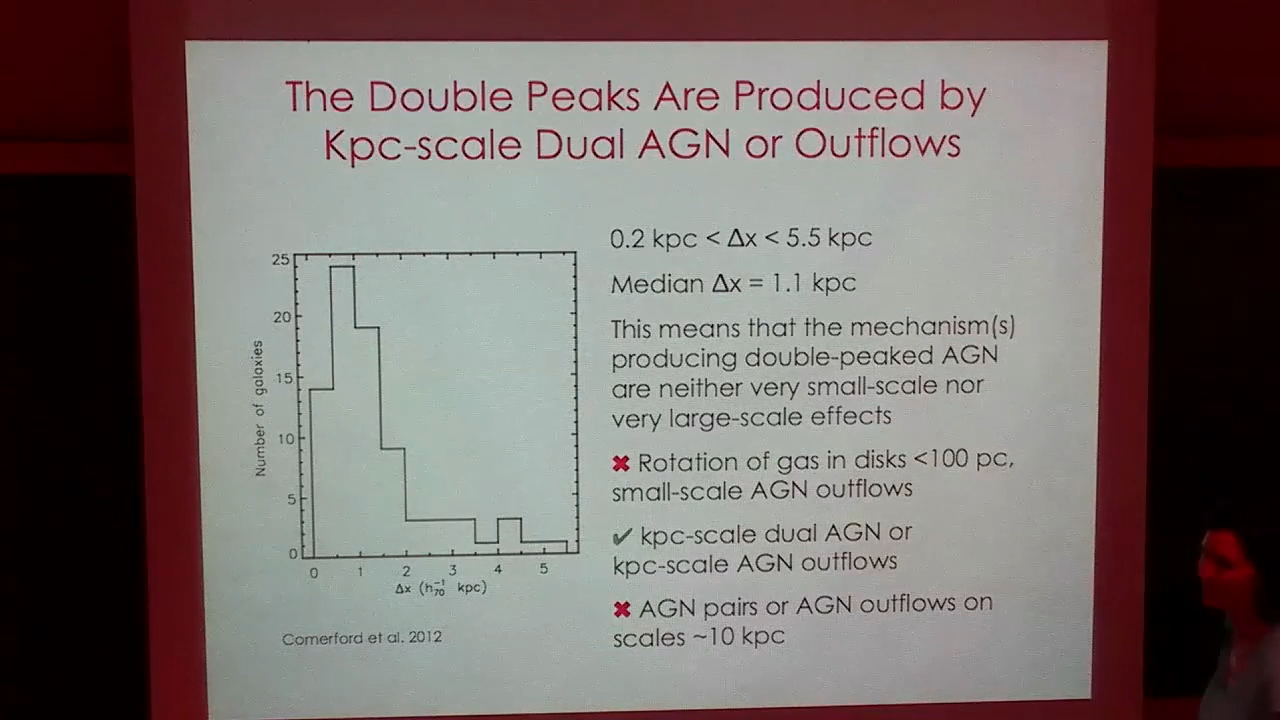 The Double Peaks Are Produced by
Kpc-scale Dual AGN or Outflows
0.2 kpc < Δx < 5.5 kpc
Median Δx = 1.1 kpc
This means that the mechanism(s)
producing double-peaked AGN
are neither very small-scale nor
very large-scale effects
✖ Rotation of gas in disks <100 pc,
small-scale AGN outflows
✔ kpc-scale dual AGN or
kpc-scale AGN outflows
✖ AGN pairs or AGN outflows on
scales ~10 kpc
25
20
15
10
5
0
Number of galaxies
0 1 2 3 4 5
Δx (h₇₀⁻¹ kpc)
Comerford et al. 2012